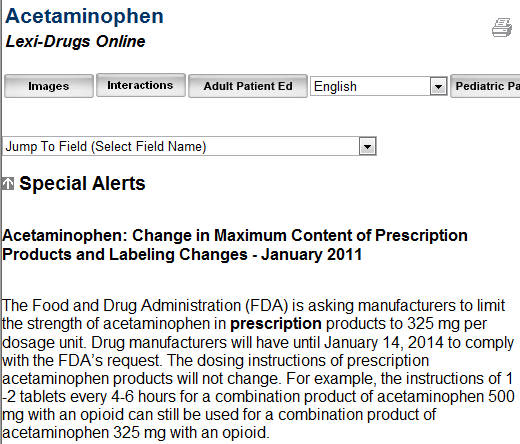 Acetaminophen
Lexi-Drugs Online
Images Interactions Adult Patient Ed English Pediatric Pa
Jump To Field (Select Field Name)
Special Alerts
Acetaminophen: Change in Maximum Content of Prescription
Products and Labeling Changes - January 2011
The Food and Drug Administration (FDA) is asking manufacturers to limit
the strength of acetaminophen in prescription products to 325 mg per
dosage unit. Drug manufacturers will have until January 14, 2014 to comply
with the FDA's request. The dosing instructions of prescription
acetaminophen products will not change. For example, the instructions of 1
-2 tablets every 4-6 hours for a combination product of acetaminophen 500
mg with an opioid can still be used for a combination product of
acetaminophen 325 mg with an opioid.